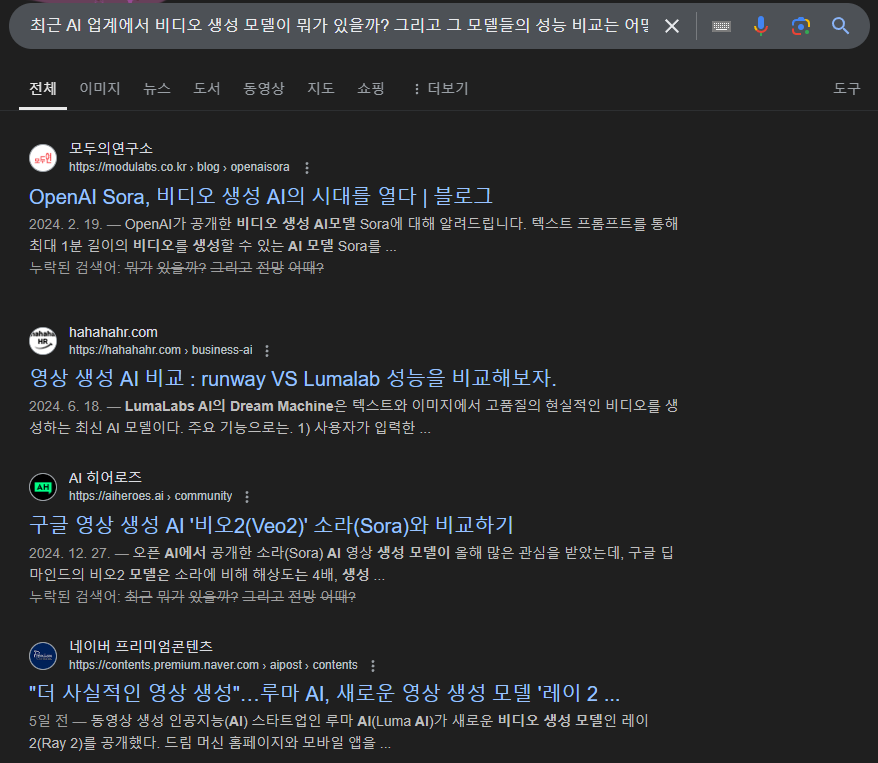 최근 AI 업계에서 비디오 생성 모델이 뭐가 있을까? 그리고 그 모델들의 성능 비교는
전체 이미지 뉴스 도서 동영상 지도 쇼핑 더보기 도구
모두의연구소
https://modulabs.co.kr › blog › openaisora
OpenAI Sora, 비디오 생성 AI의 시대를 열다 | 블로그
2024. 2. 19. — OpenAI가 공개한 비디오 생성 AI모델 Sora에 대해 알려드립니다. 텍스트 프롬프트를 통해
최대 1분 길이의 비디오를 생성할 수 있는 AI 모델 Sora를 ...
누락된 검색어: 뭐가 있을까? 그리고 전망 어때?
hahaha HR
hahahahr.com
https://hahahahr.com › business-ai
영상 생성 AI 비교 : runway VS Lumalab 성능을 비교해보자.
2024. 6. 18. — LumaLabs AI의 Dream Machine은 텍스트와 이미지에서 고품질의 현실적인 비디오를 생
성하는 최신 AI 모델이다. 주요 기능으로는. 1) 사용자가 입력한 ...
AH
AI 히어로즈
https://aiheroes.ai › community
구글 영상 생성 AI '비오2(Veo2)' 소라(Sora)와 비교하기
2024. 12. 27. — 오픈 AI에서 공개한 소라(Sora) AI 영상 생성 모델이 올해 많은 관심을 받았는데, 구글 딥
마인드의 비오2 모델은 소라에 비해 해상도는 4배, 생성 ...
누락된 검색어: 최근 뭐가 있을까? 그리고 전망 어때?
네이버 프리미엄콘텐츠
https://contents.premium.naver.com › aipost › contents
"더 사실적인 영상 생성"…루마 AI, 새로운 영상 생성 모델 '레이 2 ...
5일 전 — 동영상 생성 인공지능(AI) 스타트업인 루마 AI(Luma AI)가 새로운 비디오 생성 모델인 레이
2(Ray 2)를 공개했다. 드림 머신 홈페이지와 모바일 앱을 ...